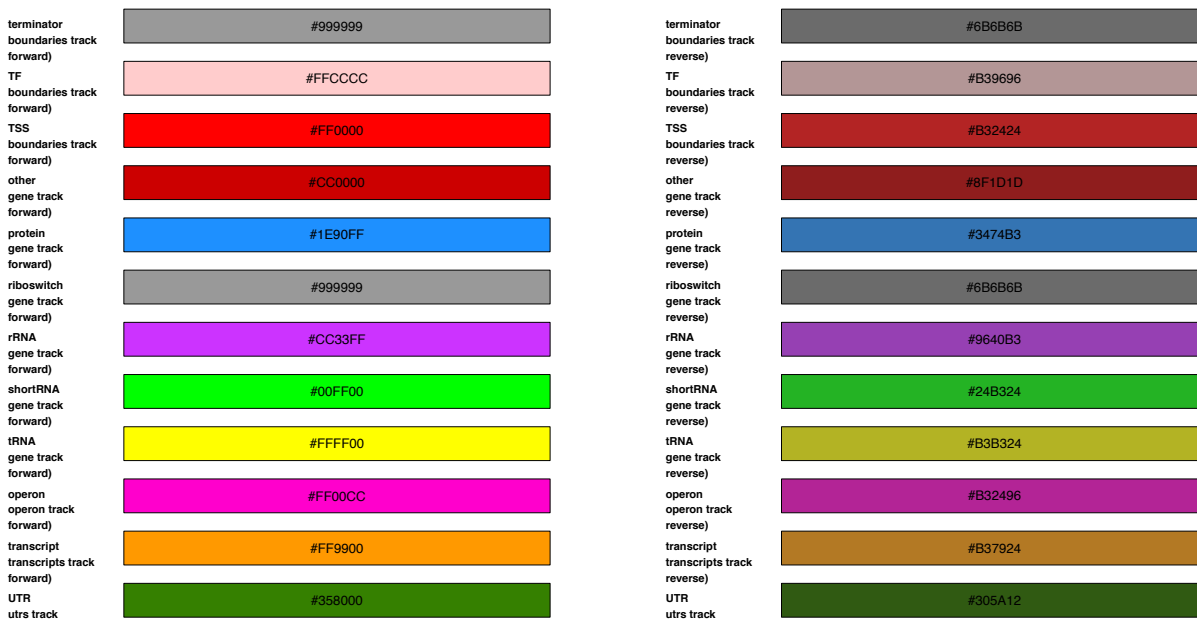 terminator
boundaries track
forward)
#999999
TF
boundaries track
forward)
#FFCCCC
TSS
boundaries track
forward)
#FF0000
other
gene track
forward)
#CC0000
protein
gene track
forward)
#1E90FF
riboswitch
gene track
forward)
#999999
rRNA
gene track
forward)
#CC33FF
shortRNA
gene track
forward)
#00FF00
tRNA
gene track
forward)
#FFFF00
operon
operon track
forward)
#FF00CC
transcript
transcripts track
forward)
#FF9900
UTR
utrs track
#358000
terminator
boundaries track
reverse)
#6B6B6B
TF
boundaries track
reverse)
#B39696
TSS
boundaries track
reverse)
#B32424
other
gene track
reverse)
#8F1D1D
protein
gene track
reverse)
#3474B3
riboswitch
gene track
reverse)
#6B6B6B
rRNA
gene track
reverse)
#9640B3
shortRNA
gene track
reverse)
#24B324
tRNA
gene track
reverse)
#B3B324
operon
operon track
reverse)
#B32496
transcript
transcripts track
reverse)
#B37924
UTR
utrs track
#305A12